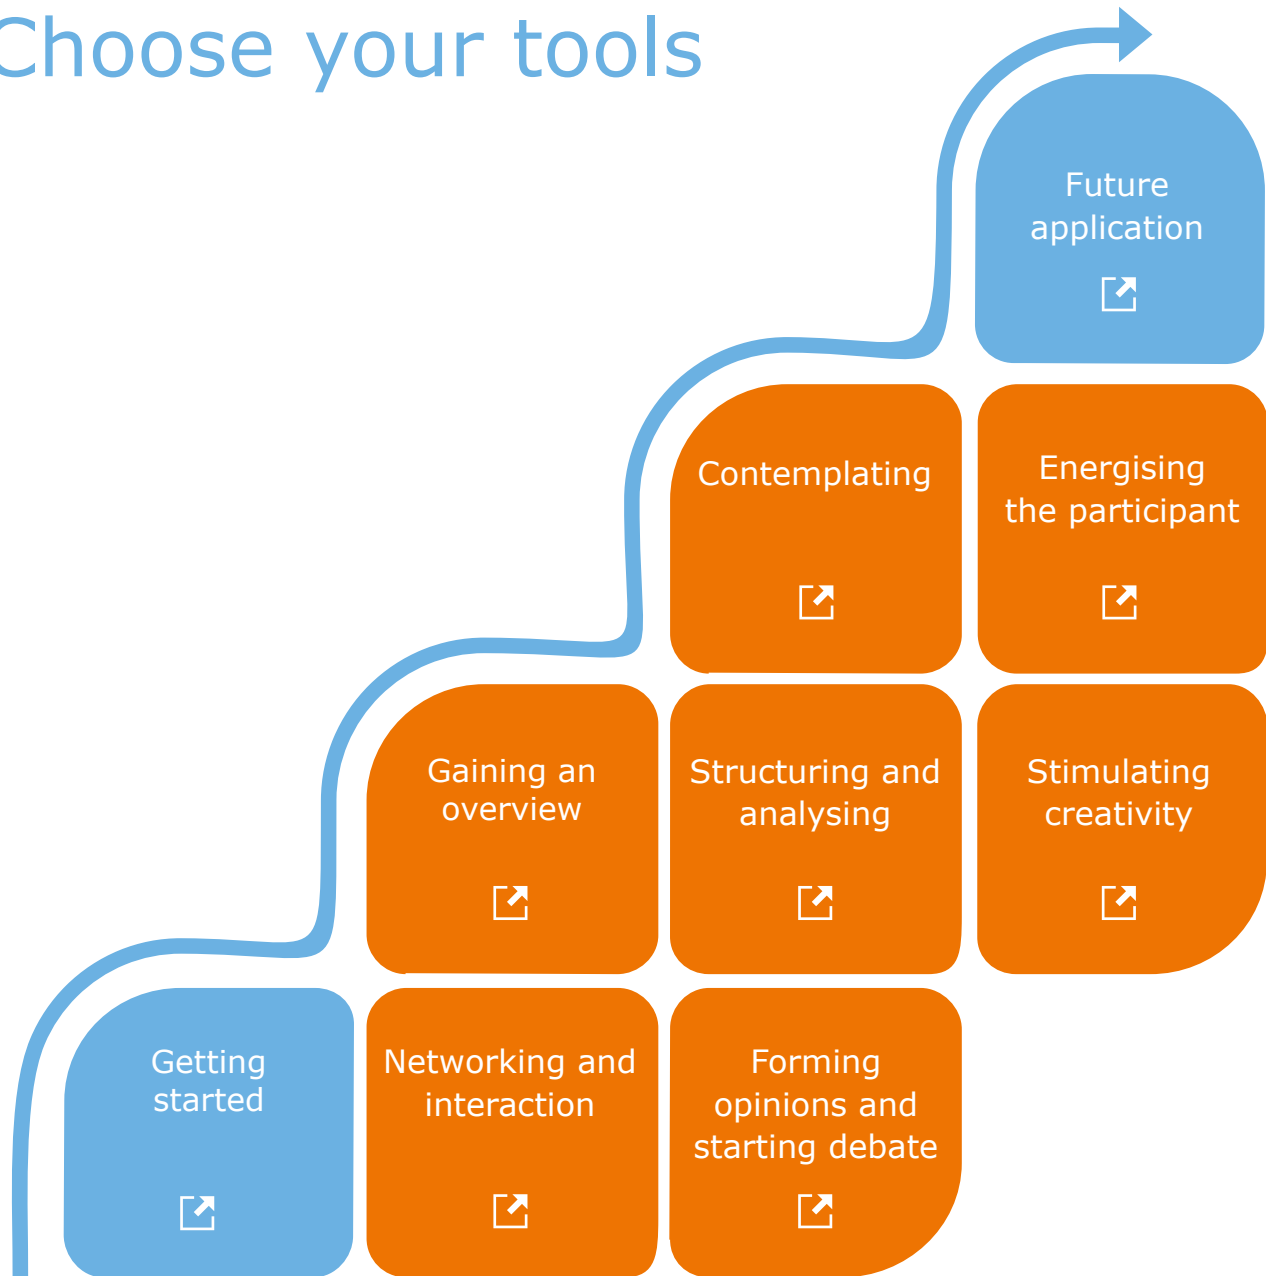 Choose your tools
Future
application
Contemplating
Energising
the participant
Gaining an
overview
Structuring and
analysing
Stimulating
creativity
Getting
started
Networking and
interaction
Forming
opinions and
starting debate